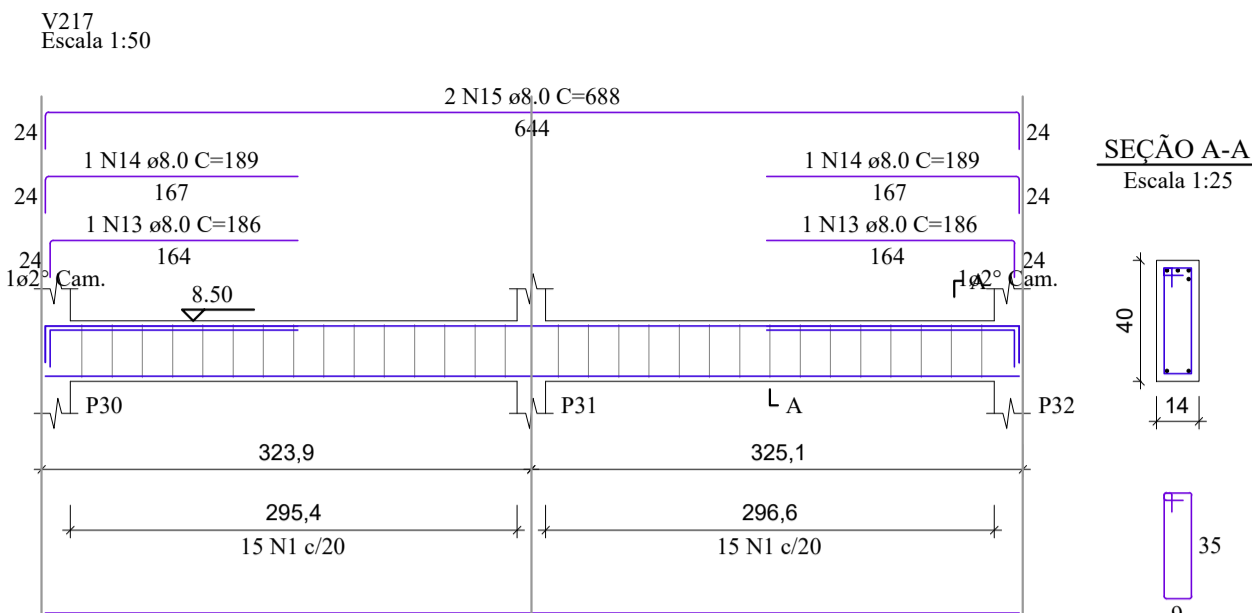 V217
Escala 1:50
2 N15 ø8.0 C=688
24 644 24
1 N14 ø8.0 C=189 1 N14 ø8.0 C=189
24 167 167 24
1 N13 ø8.0 C=186 1 N13 ø8.0 C=186
24 164 164 24
1ø2° Cam. 1ø2° Cam.
A
8.50
P30 P31 A P32
323,9 325,1
295,4 296,6
15 N1 c/20 15 N1 c/20
SEÇÃO A-A
Escala 1:25
40
14
35
9